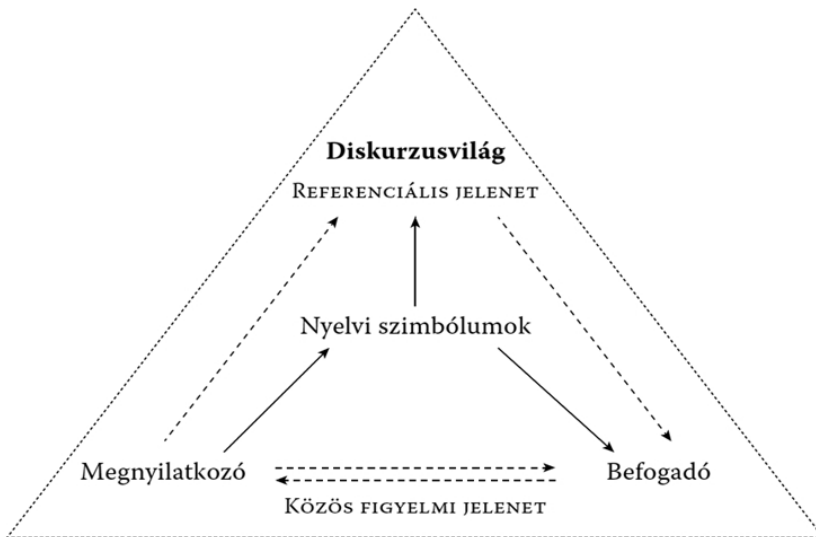 Diskurzusvilág
Referenciális jelenet
Nyelvi szimbólumok
Megnyilatkozó
Befogadó
Közös figyelmi jelenet